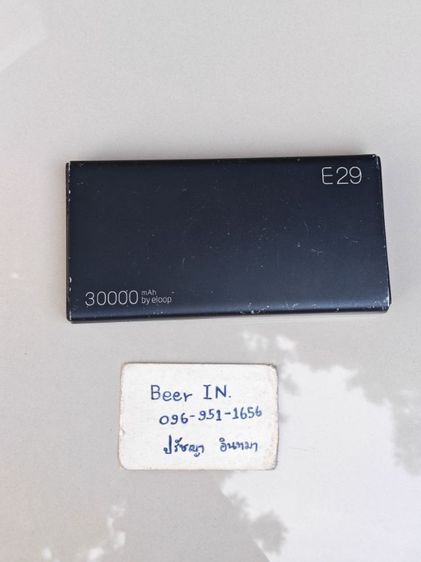 E29
30000 mAh
by eloop
Beer IN.
096-951-1656
ปรัชญา อินทมา